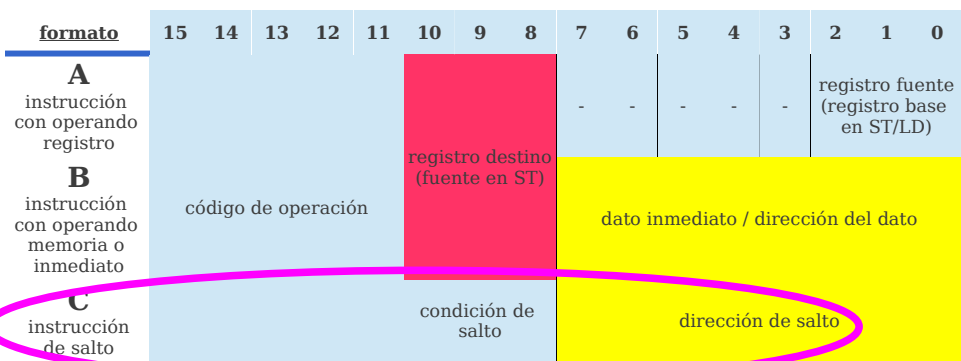 formato 15 14 13 12 11 10 9 8 7 6 5 4 3 2 1 0
A
instrucción
con operando
registro
- - - - -
registro fuente
(registro base
en ST/LD)
registro destino
(fuente en ST)
B
instrucción
con operando
memoria o
inmediato
código de operación
dato inmediato / dirección del dato
C
instrucción
de salto
condición de
salto
dirección de salto